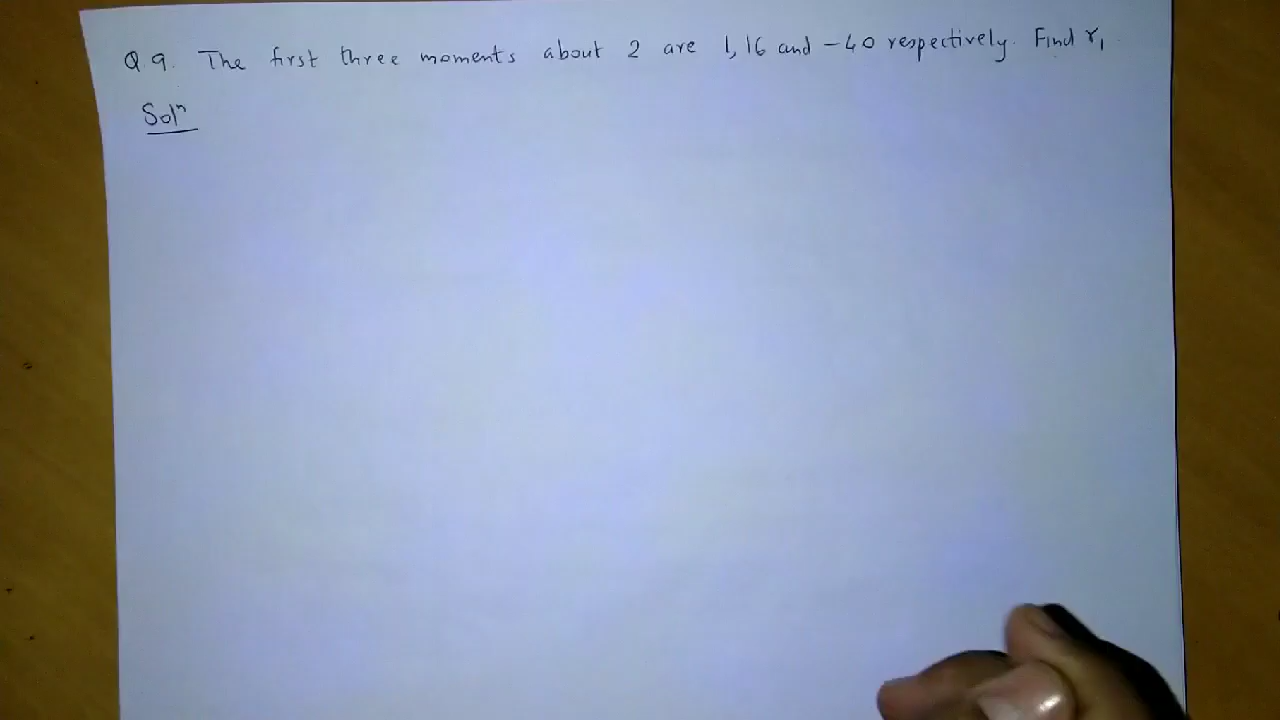 Q.9. The first three moments about 2 are 1, 16 and -40 respectively. Find γ₁.
Solⁿ